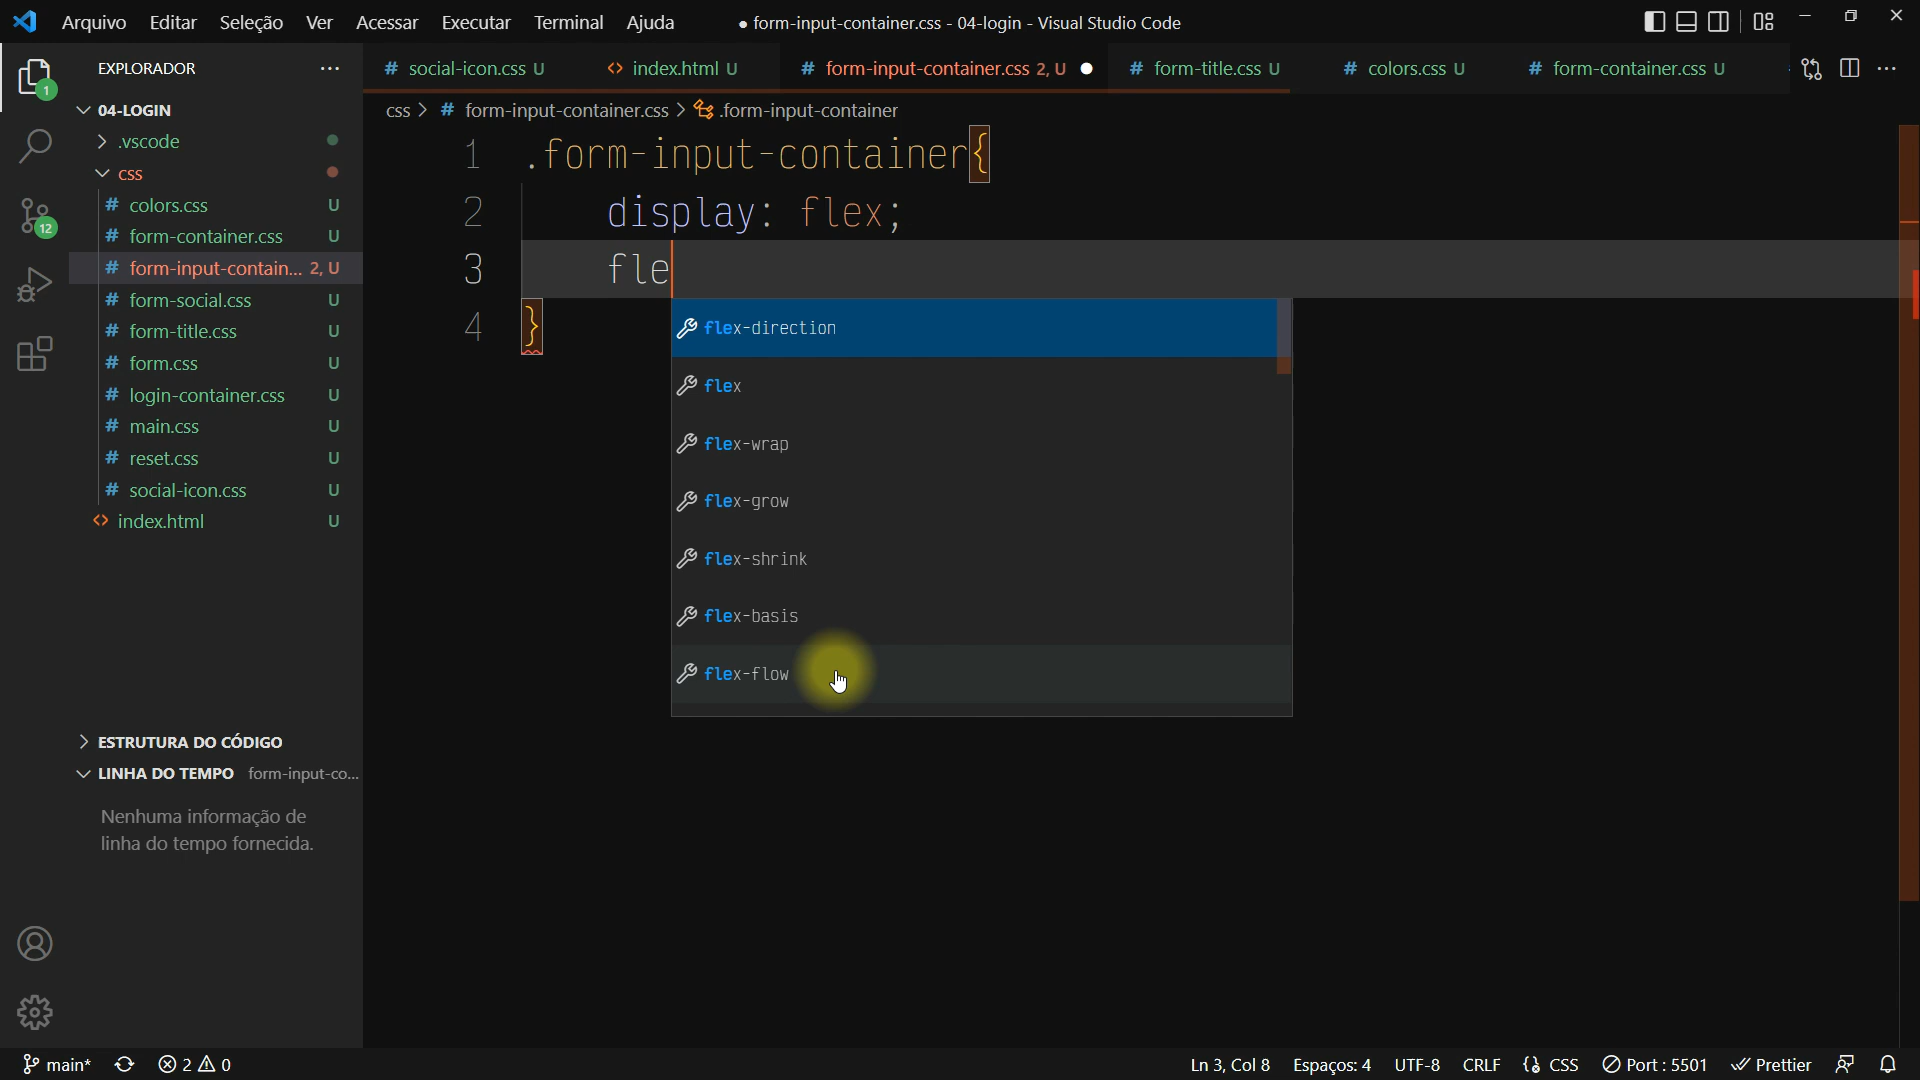 Arquivo Editar Seleção Ver Acessar Executar Terminal Ajuda
● form-input-container.css - 04-login - Visual Studio Code
EXPLORADOR
# social-icon.css U
<> index.html U
# form-input-container.css 2, U ●
# form-title.css U
# colors.css U
# form-container.css U
1
04-LOGIN
css > # form-input-container.css > .form-input-container
.vscode
css
# colors.css U
# form-container.css U
# form-input-contain... 2, U
# form-social.css U
# form-title.css U
# form.css U
# login-container.css U
# main.css U
# reset.css U
# social-icon.css U
<> index.html U
12
1 .form-input-container{
2 display: flex;
3 fle
4 }
flex-direction
flex
flex-wrap
flex-grow
flex-shrink
flex-basis
flex-flow
ESTRUTURA DO CÓDIGO
LINHA DO TEMPO form-input-co...
Nenhuma informação de
linha do tempo fornecida.
main* 2 0
Ln 3, Col 8 Espaços: 4 UTF-8 CRLF CSS Port : 5501 Prettier